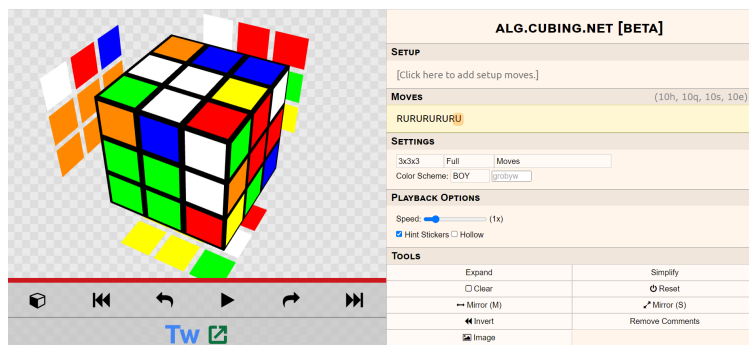 ALG.CUBING.NET [BETA]
SETUP
[Click here to add setup moves.]
MOVES (10h, 10q, 10s, 10e)
RURURURURU
SETTINGS
3x3x3 Full Moves
Color Scheme: BOY grobyw
PLAYBACK OPTIONS
Speed: (1x)
Hint Stickers Hollow
TOOLS
Expand Simplify
Clear Reset
Mirror (M) Mirror (S)
Invert Remove Comments
Image
Tw